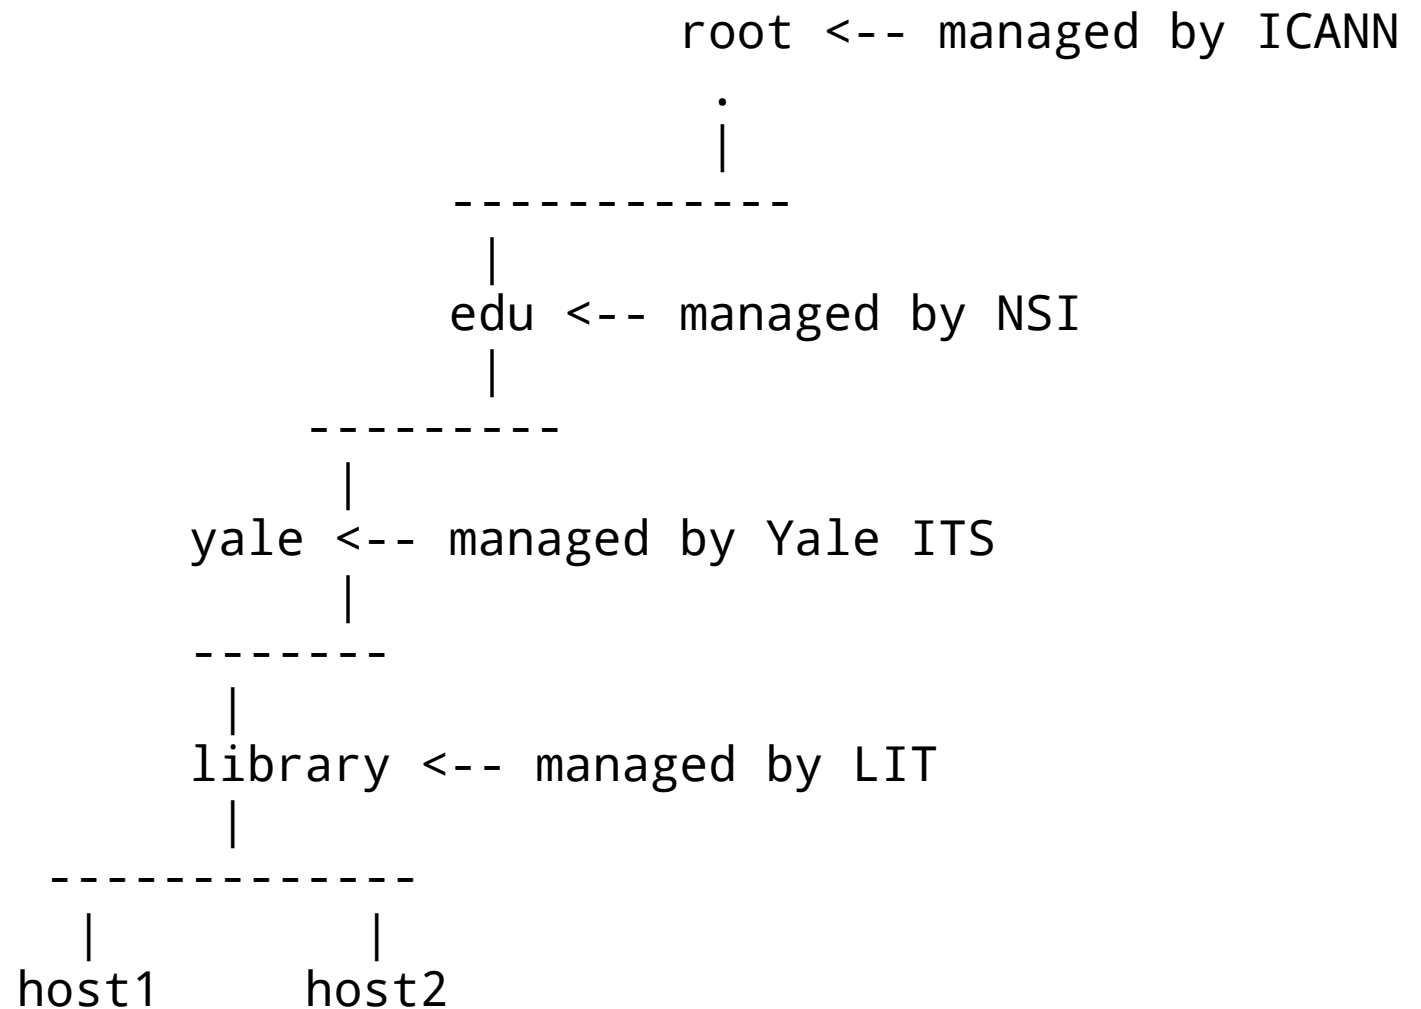 root <-- managed by ICANN
.
|
------------
|
edu <-- managed by NSI
|
---------
|
yale <-- managed by Yale ITS
|
-------
|
library <-- managed by LIT
|
-------------
| |
host1 host2